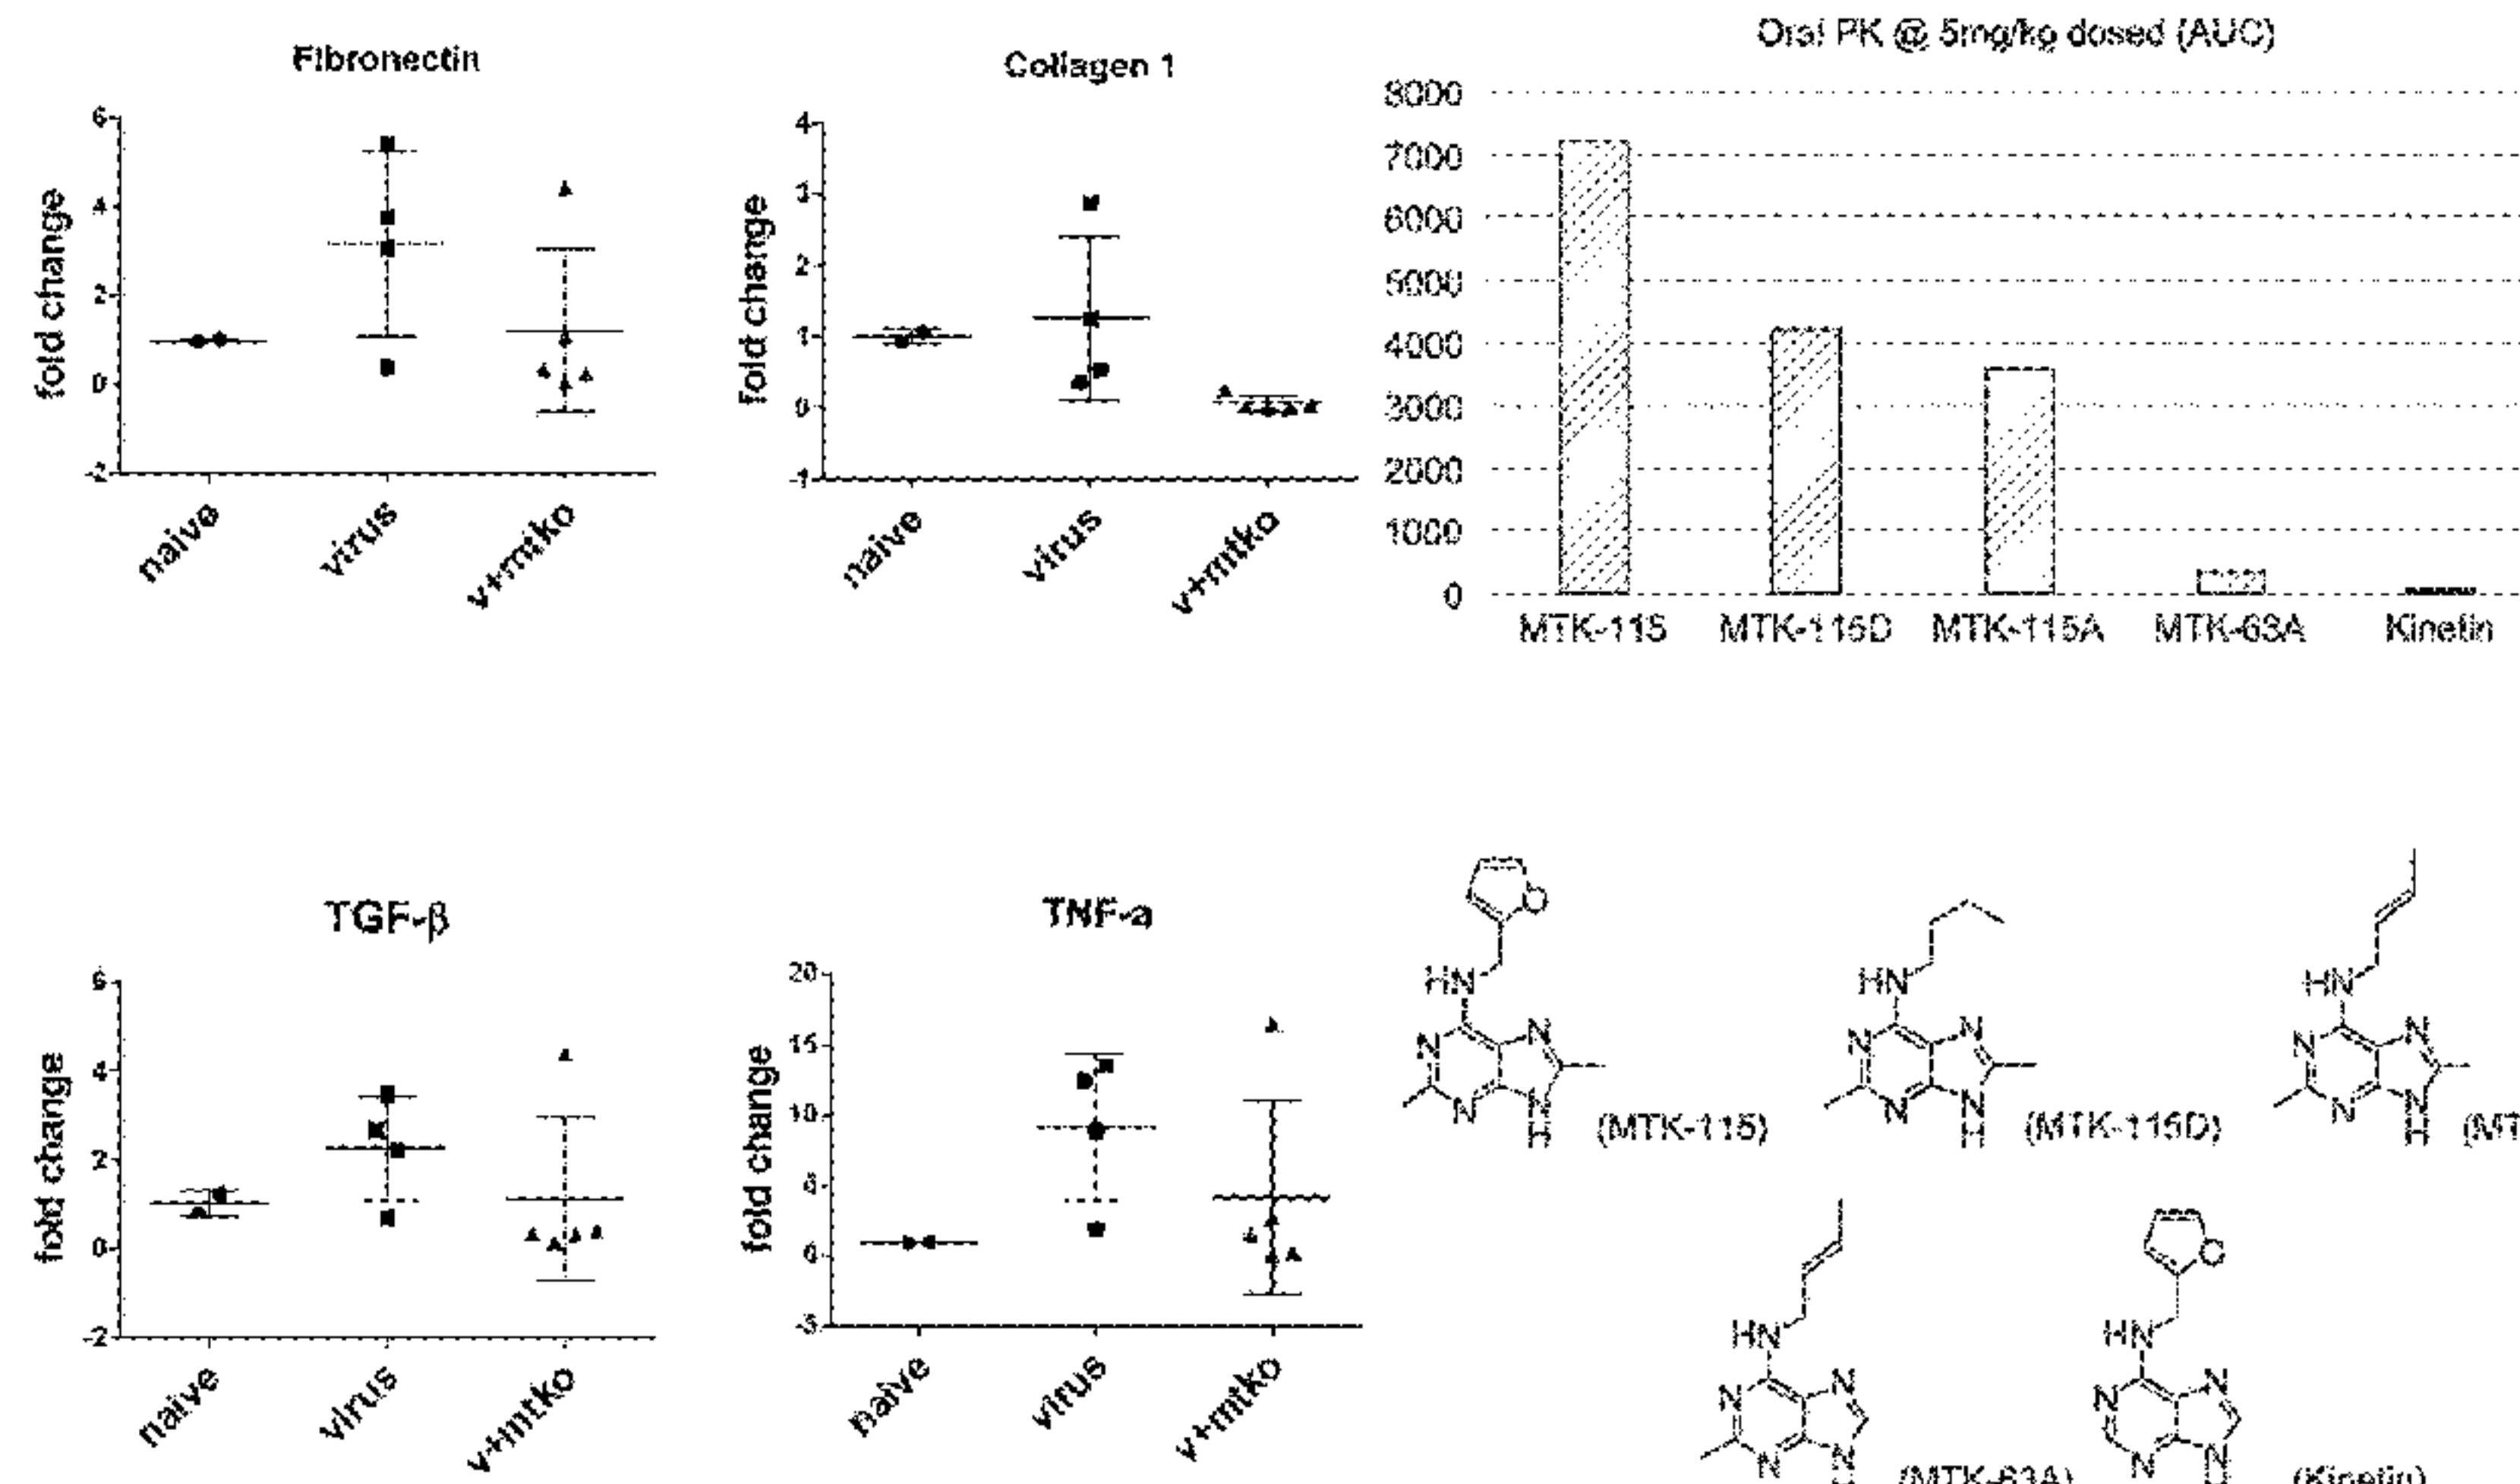 Fibronectin
6
4
2
0
-2
fold change
naive
virus
v+mtko
Collagen 1
4
3
2
1
0
-1
fold change
naive
virus
v+mtko
Oral PK @ 5mg/kg dosed (AUC)
8000
7000
6000
5000
4000
3000
2000
1000
0
MTK-115
MTK-115D
MTK-115A
MTK-63A
Kinetin
TGF-β
6
4
2
0
-2
fold change
naive
virus
v+mtko
TNF-a
20
15
10
5
0
-5
fold change
naive
virus
v+mtko
O
HN
N
N
N
N
H
(MTK-115)
HN
N
N
N
N
H
(MTK-115D)
HN
N
N
N
N
H
(MT
HN
N
N
N
N
(MTK-63A)
O
HN
N
N
N
N
(Kinetin)